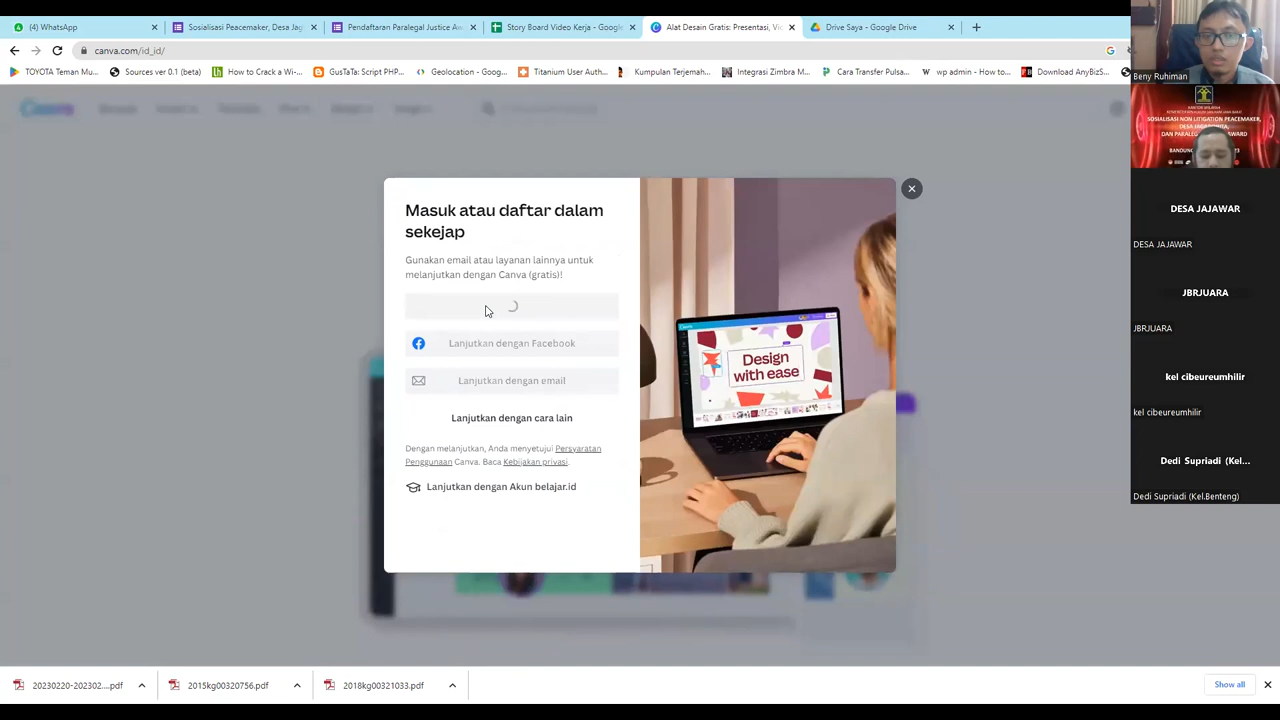 (4) WhatsApp
Sosialisasi Peacemaker, Desa Jag
Pendaftaran Paralegal Justice Aw
Story Board Video Kerja - Google
Alat Desain Gratis: Presentasi, Vi
Drive Saya - Google Drive
canva.com/id_id/
TOYOTA Teman Mu...
Sources ver 0.1 (beta)
How to Crack a Wi-...
GusTaTa: Script PHP...
Geolocation - Goog...
Titanium User Auth...
Kumpulan Terjemah...
Integrasi Zimbra M...
Cara Transfer Pulsa...
wp admin - How to...
Download AnyBizS...
Masuk atau daftar dalam
sekejap
Gunakan email atau layanan lainnya untuk
melanjutkan dengan Canva (gratis)!
Lanjutkan dengan Facebook
Lanjutkan dengan email
Lanjutkan dengan cara lain
Dengan melanjutkan, Anda menyetujui Persyaratan
Penggunaan Canva. Baca Kebijakan privasi.
Lanjutkan dengan Akun belajar.id
Design
with ease
Beny Ruhiman
SOSIALISASI NON LITIGATION PEACEMAKER,
DESA JAJAWAR
DESA JAJAWAR
JBRJUARA
JBRJUARA
kel cibeureumhilir
kel cibeureumhilir
Dedi Supriadi (Kel...
Dedi Supriadi (Kel.Benteng)
20230220-202302....pdf
2015kg00320756.pdf
2018kg00321033.pdf
Show all